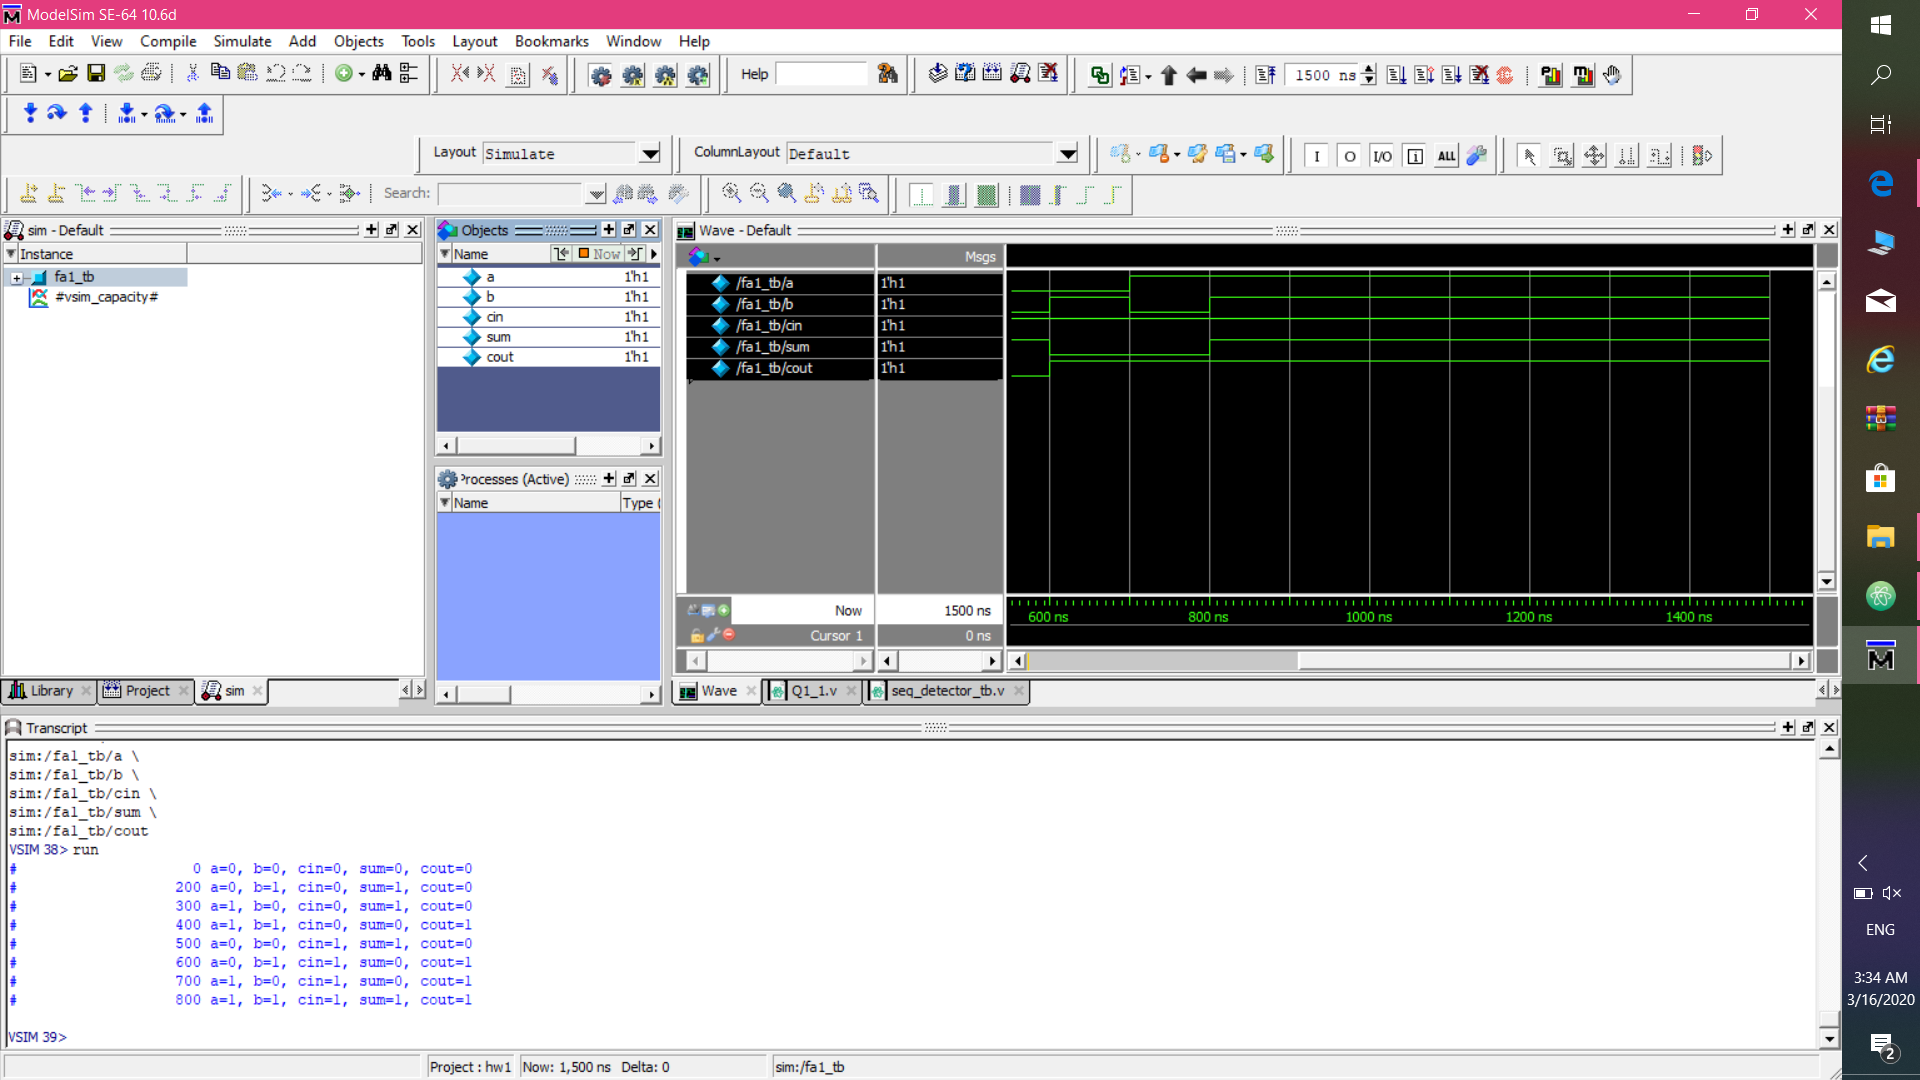 ModelSim SE-64 10.6d
File Edit View Compile Simulate Add Objects Tools Layout Bookmarks Window Help
Help
1500 ns
Layout Simulate
ColumnLayout Default
I O I/O i ALL
Search:
sim - Default
Instance
fa1_tb
#vsim_capacity#
Objects
Name Now
a 1'h1
b 1'h1
cin 1'h1
sum 1'h1
cout 1'h1
Processes (Active)
Name Type (
Wave - Default
Msgs
/fa1_tb/a 1'h1
/fa1_tb/b 1'h1
/fa1_tb/cin 1'h1
/fa1_tb/sum 1'h1
/fa1_tb/cout 1'h1
Now 1500 ns
Cursor 1 0 ns
600 ns 800 ns 1000 ns 1200 ns 1400 ns
Library Project sim
Wave Q1_1.v seq_detector_tb.v
Transcript
sim:/fa1_tb/a \
sim:/fa1_tb/b \
sim:/fa1_tb/cin \
sim:/fa1_tb/sum \
sim:/fa1_tb/cout
VSIM 38> run
# 0 a=0, b=0, cin=0, sum=0, cout=0
# 200 a=0, b=1, cin=0, sum=1, cout=0
# 300 a=1, b=0, cin=0, sum=1, cout=0
# 400 a=1, b=1, cin=0, sum=0, cout=1
# 500 a=0, b=0, cin=1, sum=1, cout=0
# 600 a=0, b=1, cin=1, sum=0, cout=1
# 700 a=1, b=0, cin=1, sum=0, cout=1
# 800 a=1, b=1, cin=1, sum=1, cout=1
VSIM 39>
Project : hw1 Now: 1,500 ns Delta: 0 sim:/fa1_tb
ENG
3:34 AM
3/16/2020
2